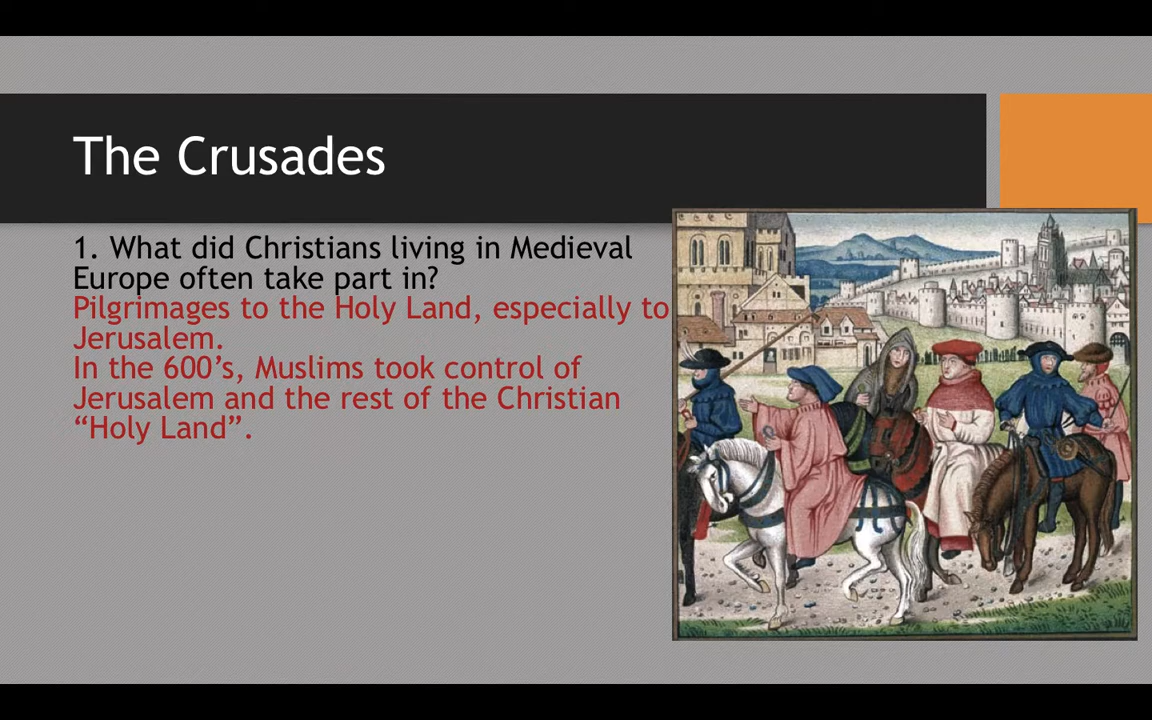 The Crusades
1. What did Christians living in Medieval
Europe often take part in?
Pilgrimages to the Holy Land, especially to
Jerusalem.
In the 600’s, Muslims took control of
Jerusalem and the rest of the Christian
“Holy Land”.